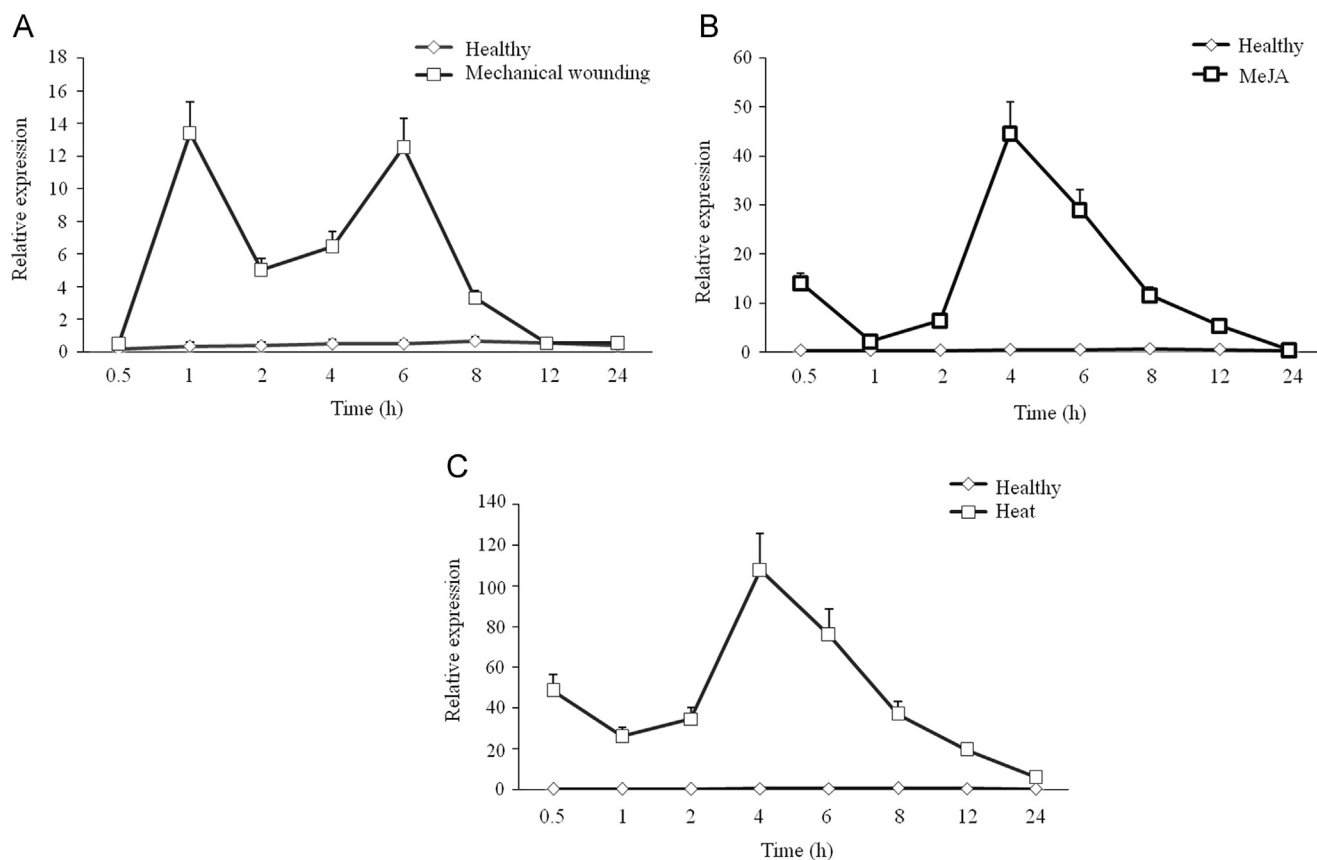 A
Healthy
Mechanical wounding
18
16
14
12
10
8
6
4
2
0
Relative expression
0.5 1 2 4 6 8 12 24
Time (h)
B
Healthy
MeJA
60
50
40
30
20
10
0
Relative expression
0.5 1 2 4 6 8 12 24
Time (h)
C
Healthy
Heat
140
120
100
80
60
40
20
0
Relative expression
0.5 1 2 4 6 8 12 24
Time (h)